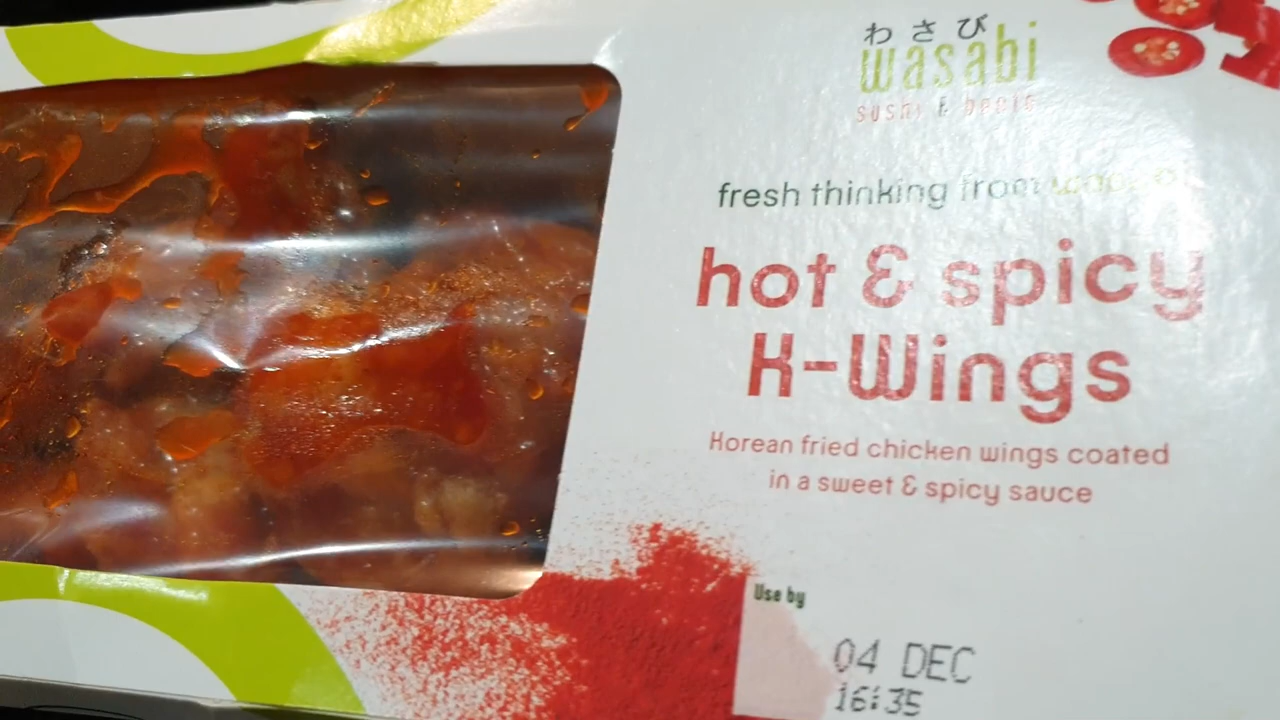 わさび
wasabi
sushi & bento
fresh thinking from wasabi
hot & spicy
K-Wings
Korean fried chicken wings coated
in a sweet & spicy sauce
Use by
04 DEC
16:35